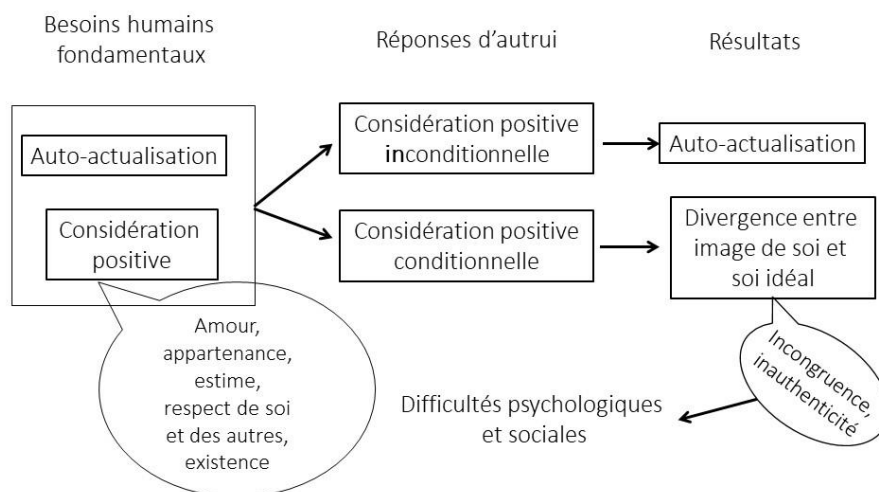 Besoins humains
fondamentaux
Réponses d’autrui
Résultats
Auto-actualisation
Considération
positive
Considération positive
inconditionnelle
Considération positive
conditionnelle
Auto-actualisation
Divergence entre
image de soi et
soi idéal
Amour,
appartenance,
estime,
respect de soi
et des autres,
existence
Incongruence,
inauthenticité
Difficultés psychologiques
et sociales